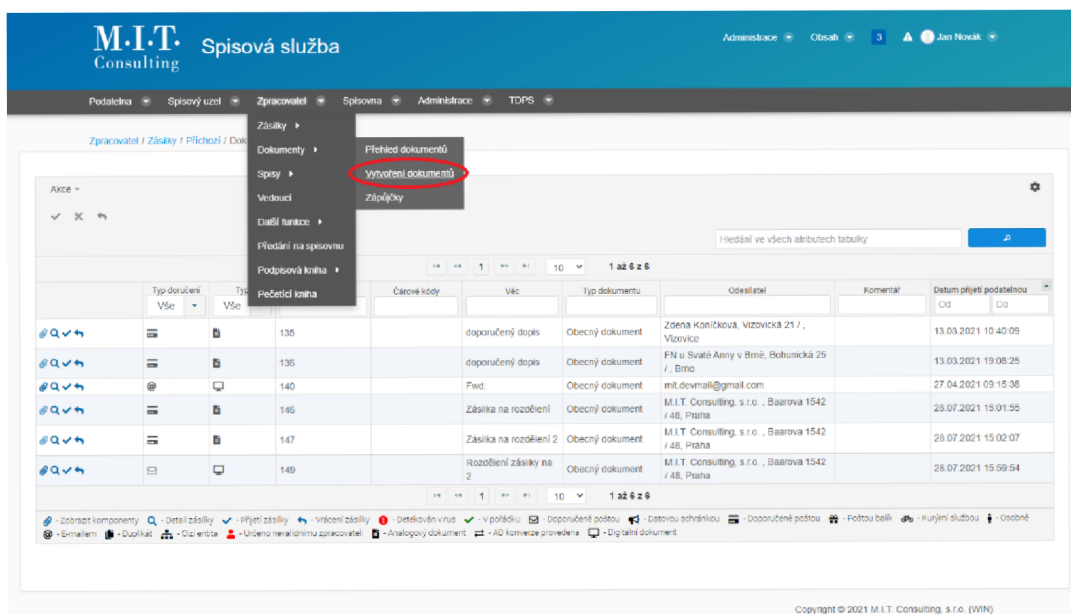 M.I.T. Consulting
Spisová služba
Administrace Obsah 3 Jan Novák
Podatelna Spisový uzel Zpracovatel Spisovna Administrace TDPS
Zpracovatel / Zásilky / Příchozí / Dok
Zásilky
Dokumenty
Spisy
Vedoucí
Další funkce
Předání na spisovnu
Podpisová kniha
Pečetící kniha
Přehled dokumentů
Vytvoření dokumentů
Zápůjčky
Akce
Hledání ve všech atributech tabulky
1 10 1 až 6 z 6
Typ doručení Typ Čárové kódy Věc Typ dokumentu Odesílatel Komentář Datum přijetí podatelnou
Vše Vše Od Do
135 doporučený dopis Obecný dokument Zdena Koníčková, Vizovická 21 / , Vizovice 13.03.2021 10:40:09
136 doporučený dopis Obecný dokument FN u Svaté Anny v Brně, Bohunická 25 / , Brno 13.03.2021 19:08:25
140 Fwd: Obecný dokument mit.devmail@gmail.com 27.04.2021 09:15:36
146 Zásilka na rozdělení Obecný dokument M.I.T. Consulting, s.r.o. , Baarova 1542 / 48, Praha 28.07.2021 15:01:55
147 Zásilka na rozdělení 2 Obecný dokument M.I.T. Consulting, s.r.o. , Baarova 1542 / 48, Praha 28.07.2021 15:02:07
149 Rozdělení zásilky na 2 Obecný dokument M.I.T. Consulting, s.r.o. , Baarova 1542 / 48, Praha 28.07.2021 15:59:54
1 10 1 až 6 z 6
- Zobrazit komponenty - Detail zásilky - Přijetí zásilky - Vrácení zásilky - Detekován virus - V pořádku - Doporučeně poštou - Datovou schránkou - Doporučeně poštou - Poštou balík - Kurýrní službou - Osobně
- E-mailem - Duplikát - Cizí entita - Určeno nevalidnímu zpracovateli - Analogový dokument - AD konverze provedena - Digitální dokument
Copyright © 2021 M.I.T. Consulting, s.r.o. (WIN)